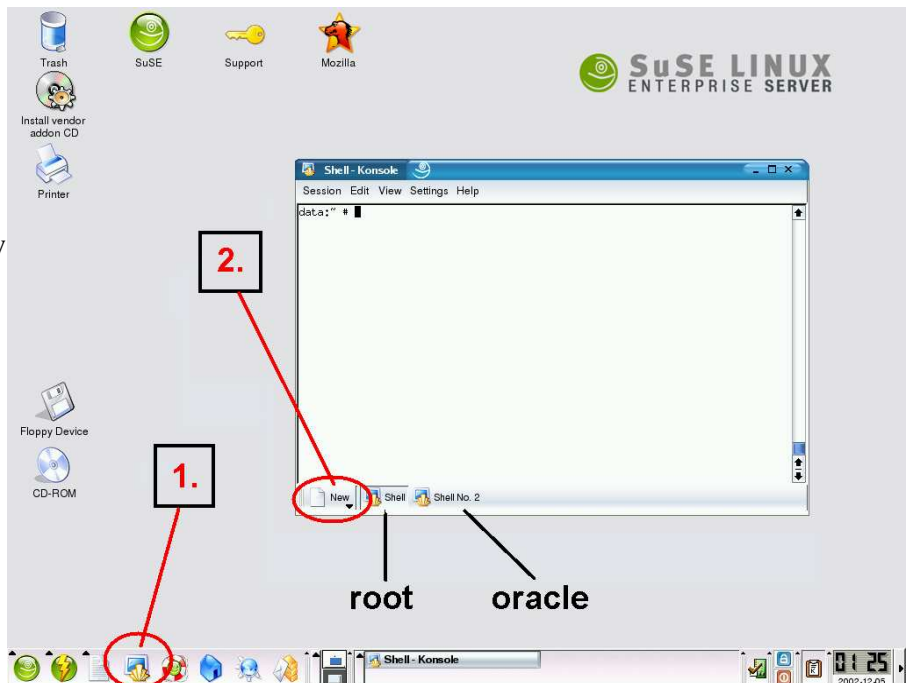 Trash
SuSE
Support
Mozilla
SuSE LINUX
ENTERPRISE SERVER
Install vendor
addon CD
Printer
Shell - Konsole
Session Edit View Settings Help
data:~ #
y
2.
Floppy Device
CD-ROM
1.
New
Shell
Shell No. 2
root
oracle
Shell - Konsole
01 25
2002-12-05